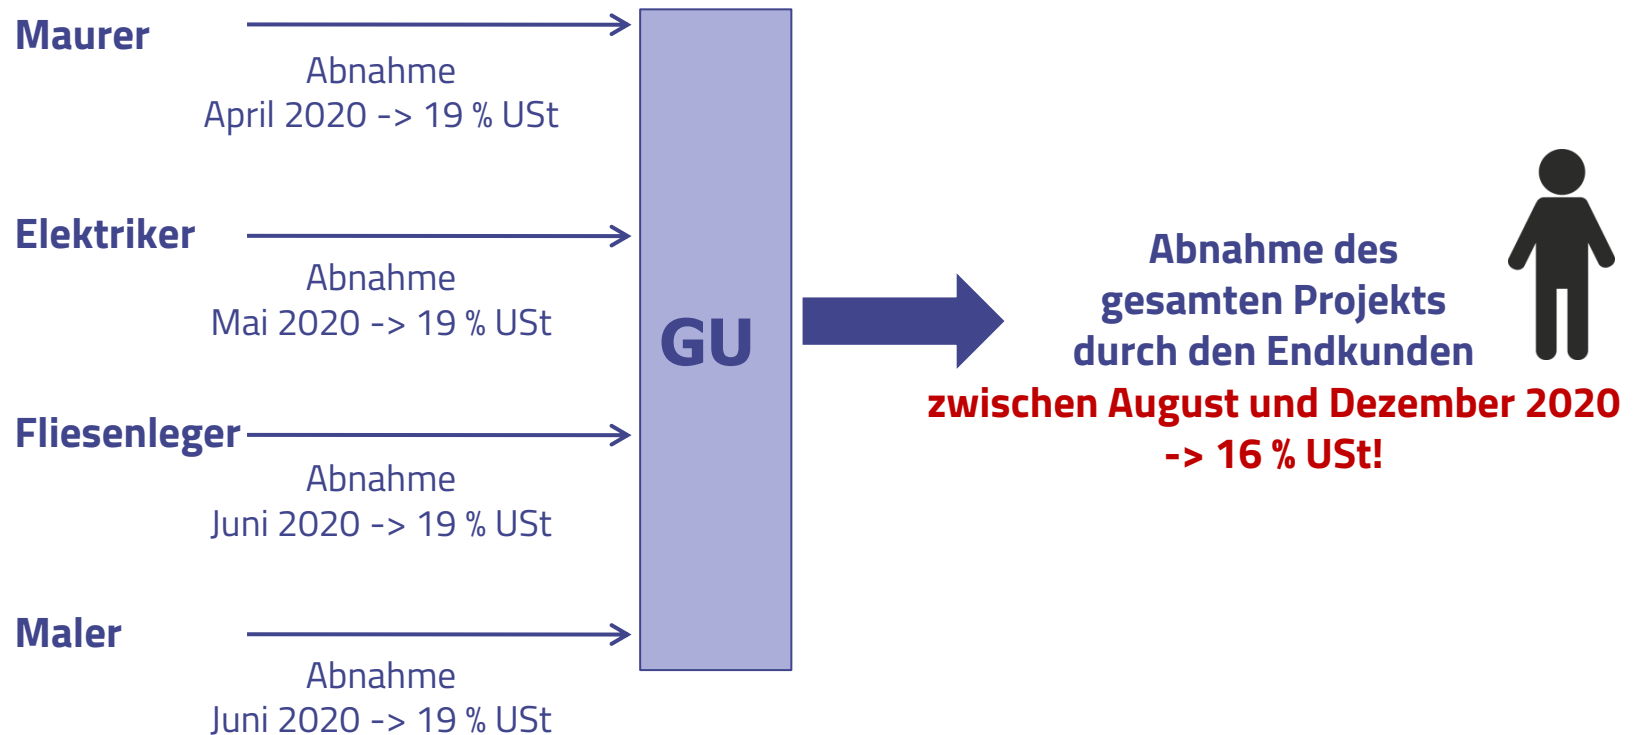 Maurer
Abnahme
April 2020 -> 19 % USt
Elektriker
Abnahme
Mai 2020 -> 19 % USt
Fliesenleger
Abnahme
Juni 2020 -> 19 % USt
Maler
Abnahme
Juni 2020 -> 19 % USt
GU
Abnahme des
gesamten Projekts
durch den Endkunden
zwischen August und Dezember 2020
-> 16 % USt!